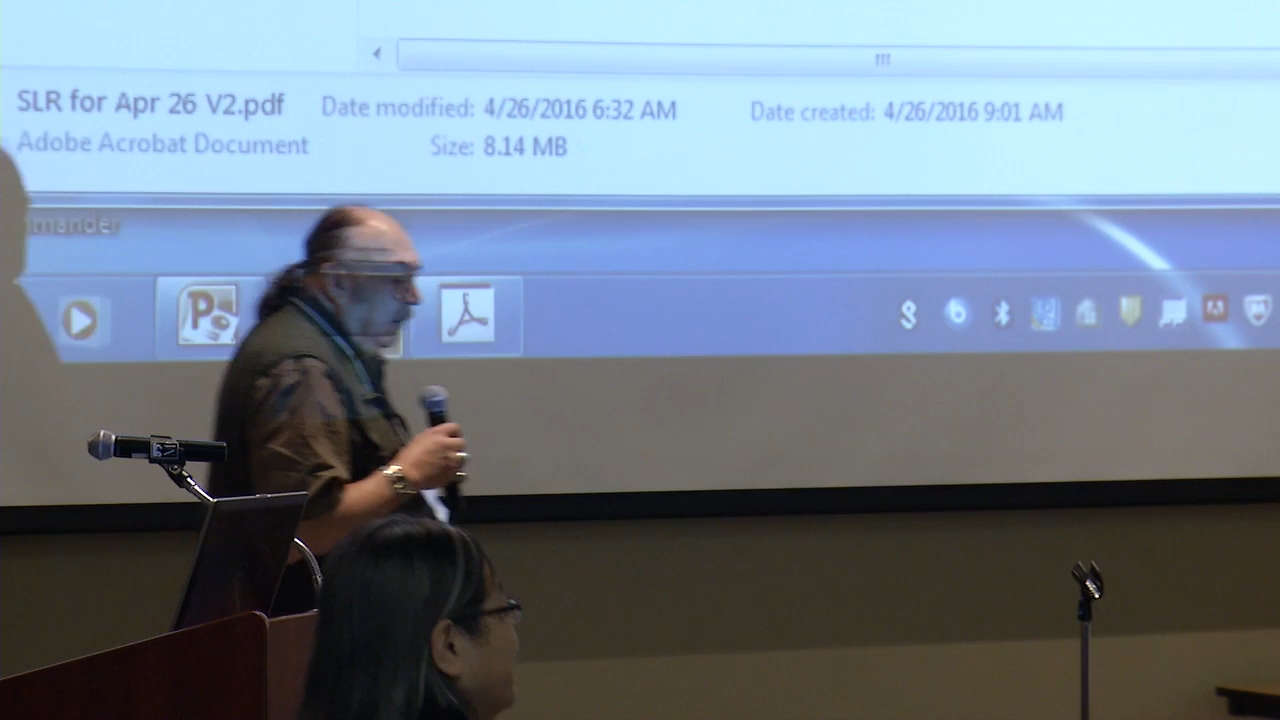 SLR for Apr 26 V2.pdf Date modified: 4/26/2016 6:32 AM Date created: 4/26/2016 9:01 AM
Adobe Acrobat Document Size: 8.14 MB